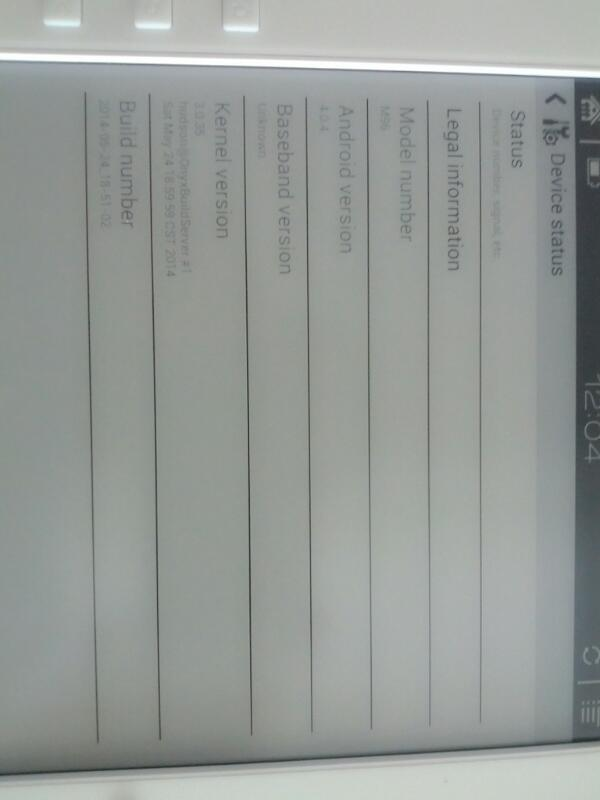 12:04
Device status
Status
Device number, signal, etc.
Legal information
Model number
M96
Android version
4.0.4
Baseband version
Unknown
Kernel version
3.0.35
hudson@OnyxBuildServer #1
Sat May 24 18:59:59 CST 2014
Build number
2014-05-24_18-51-02